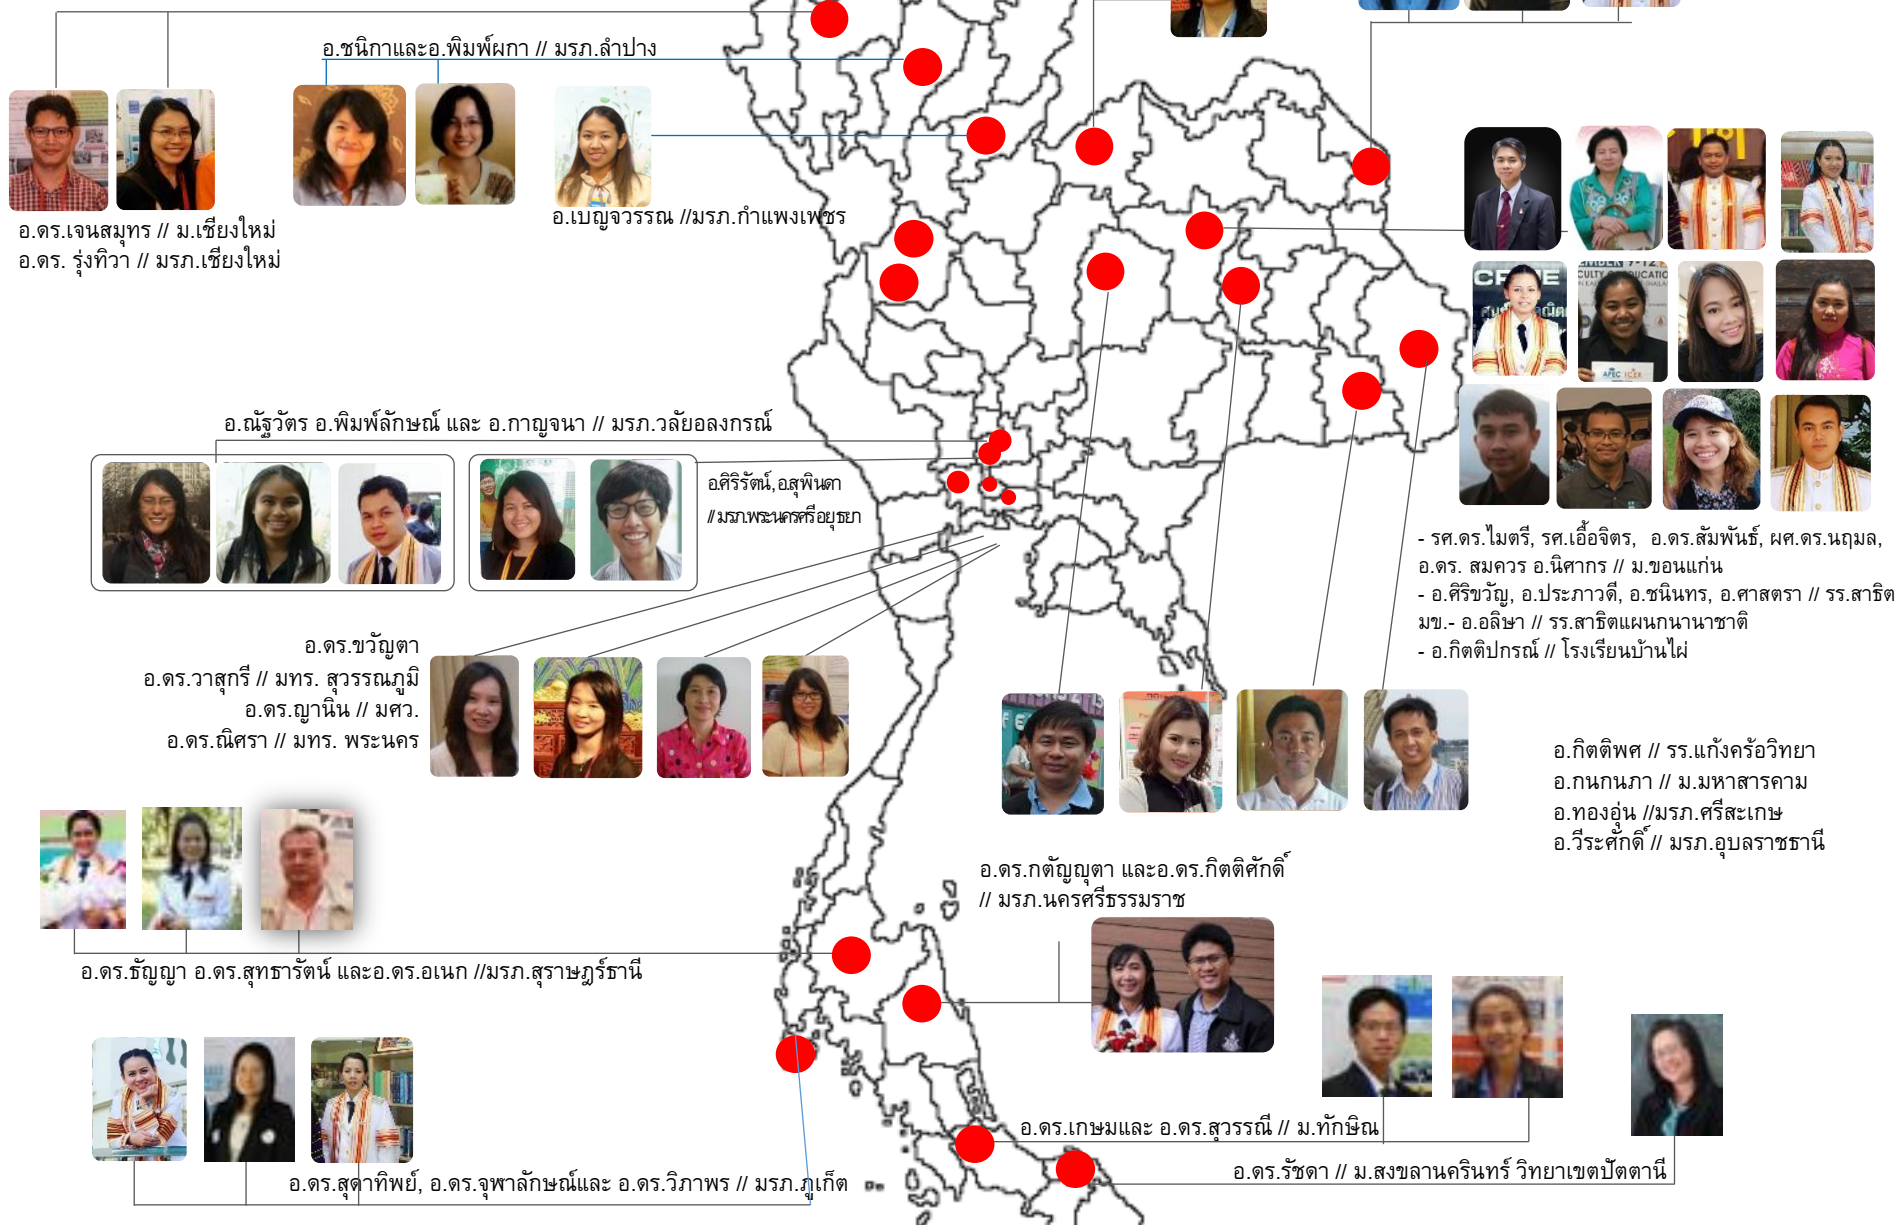 อ.ชนิกาและอ.พิมพ์ผกา // มรภ.ลำปาง
อ.ดร.เจนสมุทร // ม.เชียงใหม่
อ.ดร. รุ่งทิวา // มรภ.เชียงใหม่
อ.เบญจวรรณ //มรภ.กำแพงเพชร
อ.ณัฐวัตร อ.พิมพ์ลักษณ์ และ อ.กาญจนา // มรภ.วลัยอลงกรณ์
อ.ศิริรัตน์, อ.สุพินดา
// มรภ.พระนครศรีอยุธยา
- รศ.ดร.ไมตรี, รศ.เอื้อจิตร, อ.ดร.สัมพันธ์, ผศ.ดร.นฤมล,
อ.ดร. สมควร อ.นิศากร // ม.ขอนแก่น
- อ.ศิริขวัญ, อ.ประภาวดี, อ.ชนินทร, อ.ศาสตรา // รร.สาธิต
มข.- อ.อลิษา // รร.สาธิตแผนกนานาชาติ
- อ.กิตติปกรณ์ // โรงเรียนบ้านไผ่
อ.ดร.ขวัญตา
อ.ดร.วาสุกรี // มทร. สุวรรณภูมิ
อ.ดร.ญานิน // มศว.
อ.ดร.ณิศรา // มทร. พระนคร
อ.กิตติพศ // รร.แก้งคร้อวิทยา
อ.กนกนภา // ม.มหาสารคาม
อ.ทองอุ่น //มรภ.ศรีสะเกษ
อ.วีระศักดิ์ // มรภ.อุบลราชธานี
อ.ดร.กตัญญุตา และอ.ดร.กิตติศักดิ์
// มรภ.นครศรีธรรมราช
อ.ดร.ธัญญา อ.ดร.สุทธารัตน์ และอ.ดร.อเนก //มรภ.สุราษฎร์ธานี
อ.ดร.เกษมและ อ.ดร.สุวรรณี // ม.ทักษิณ
อ.ดร.รัชดา // ม.สงขลานครินทร์ วิทยาเขตปัตตานี
อ.ดร.สุดาทิพย์, อ.ดร.จุฬาลักษณ์และ อ.ดร.วิภาพร // มรภ.ภูเก็ต